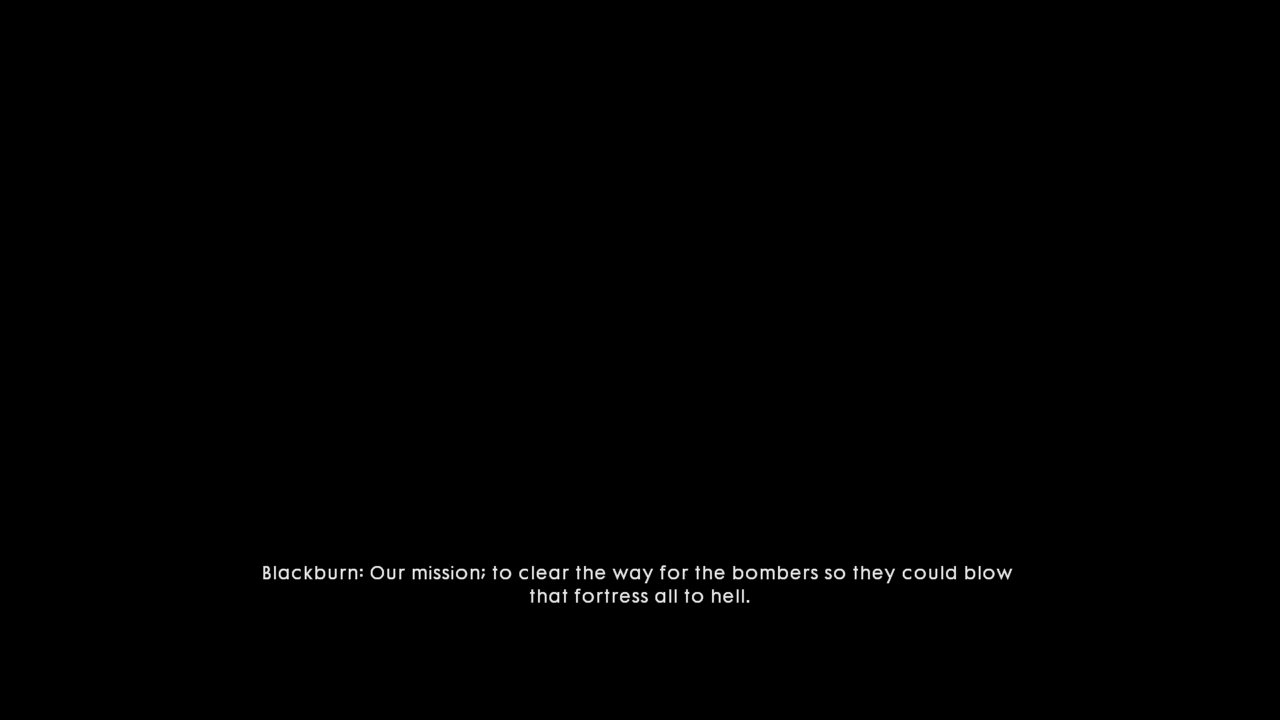 Blackburn: Our mission; to clear the way for the bombers so they could blow
that fortress all to hell.